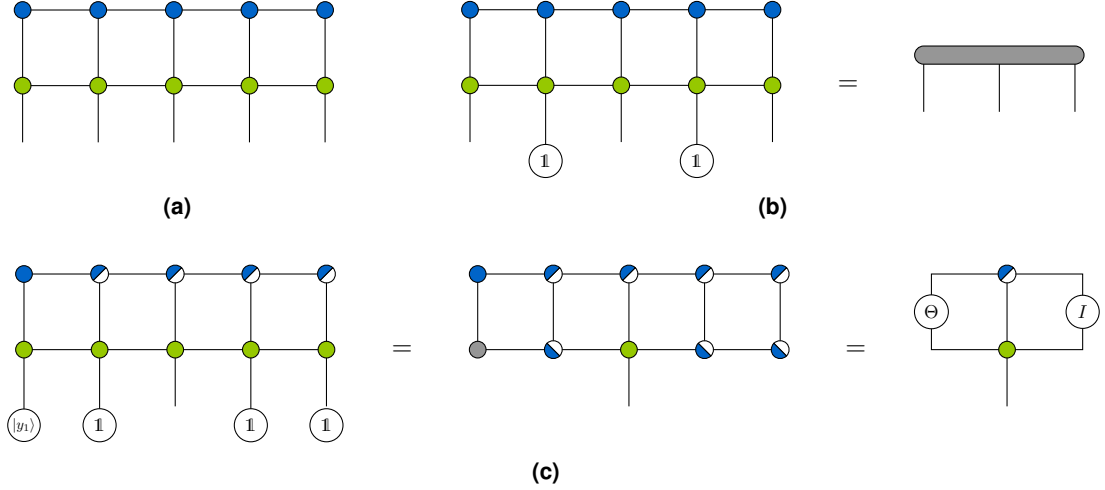 𝟙 𝟙
=
(a) (b)
|y₁⟩ 𝟙 𝟙 𝟙
= =
Θ I
(c)